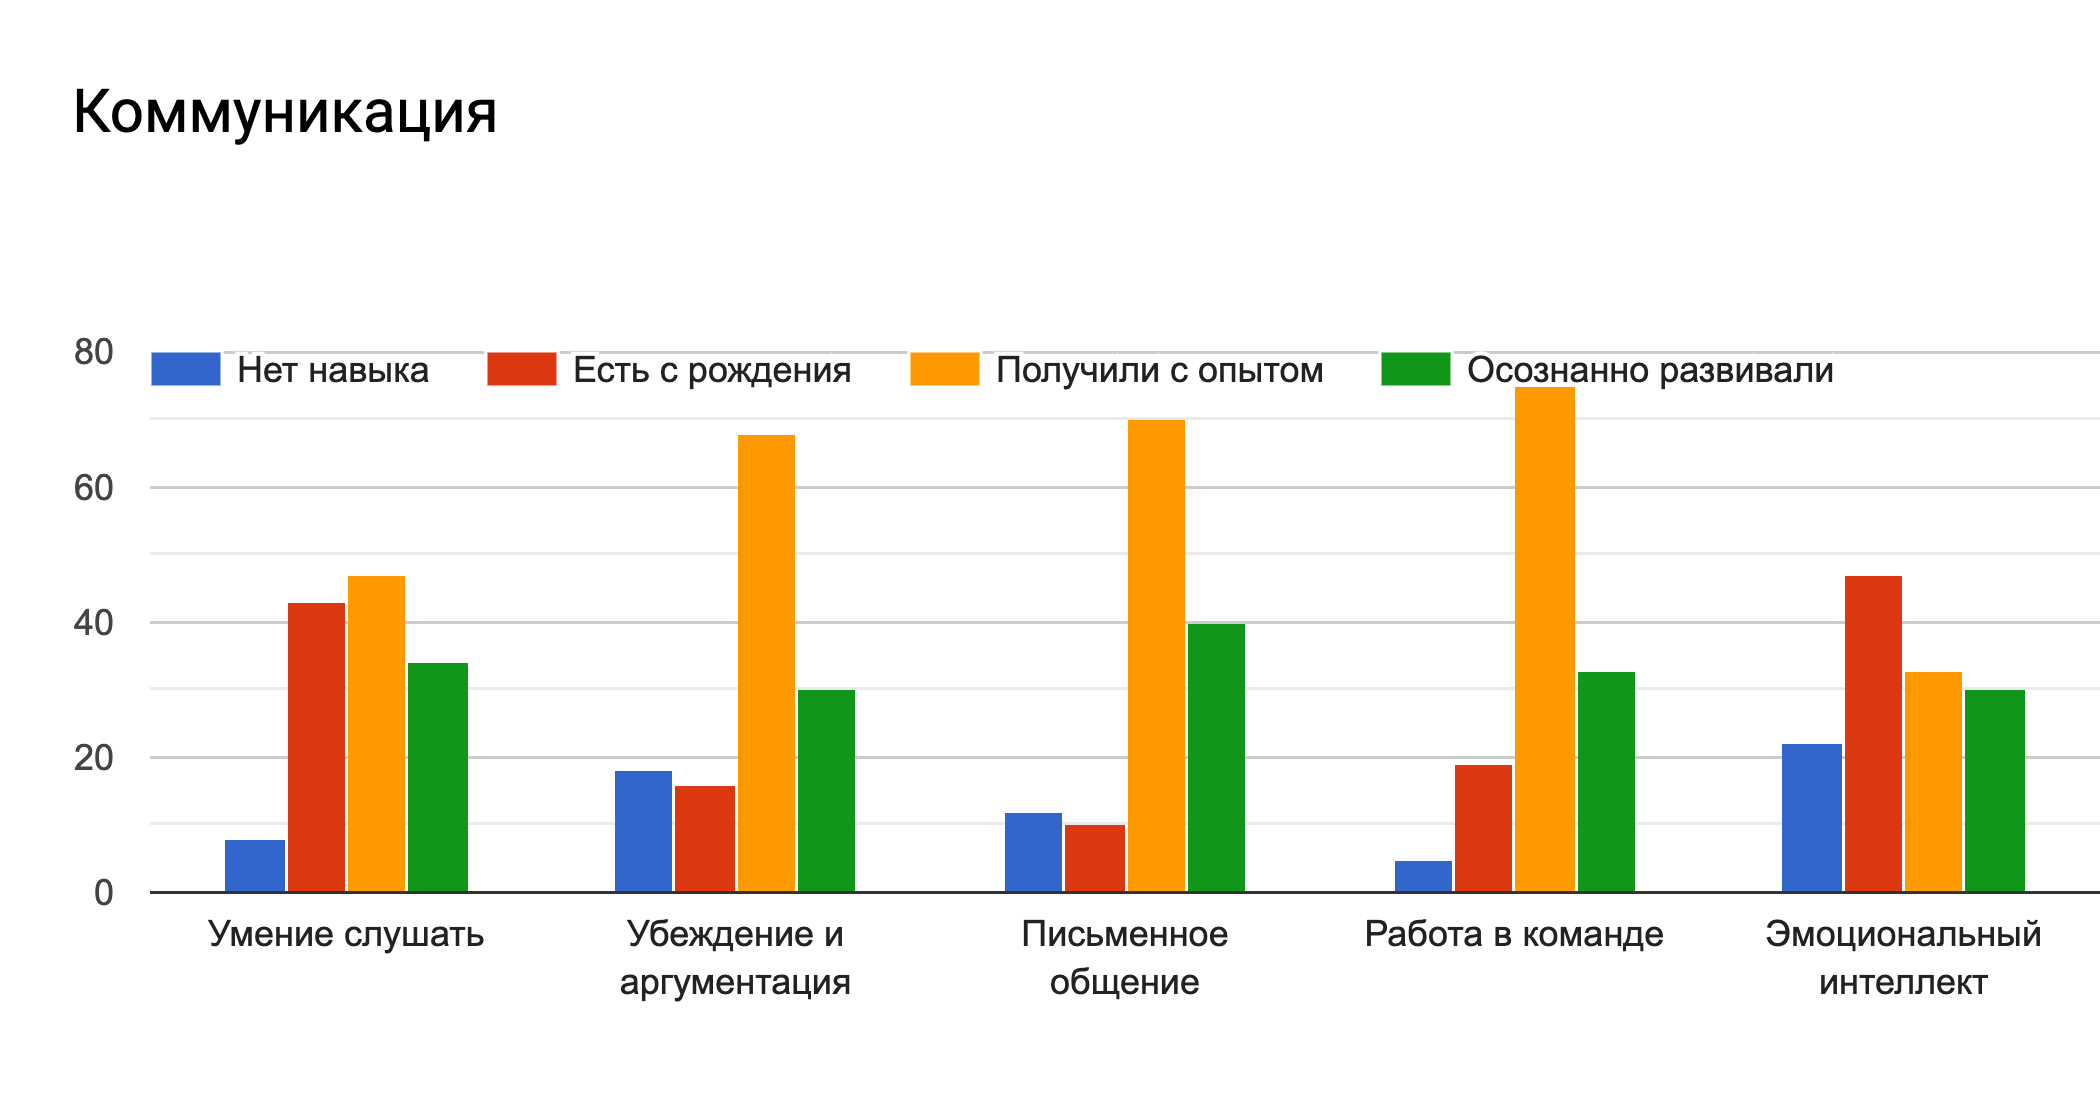 Коммуникация
80
Нет навыка Есть с рождения Получили с опытом Осознанно развивали
60
40
20
0
Умение слушать Убеждение и аргументация Письменное общение Работа в команде Эмоциональный интеллект